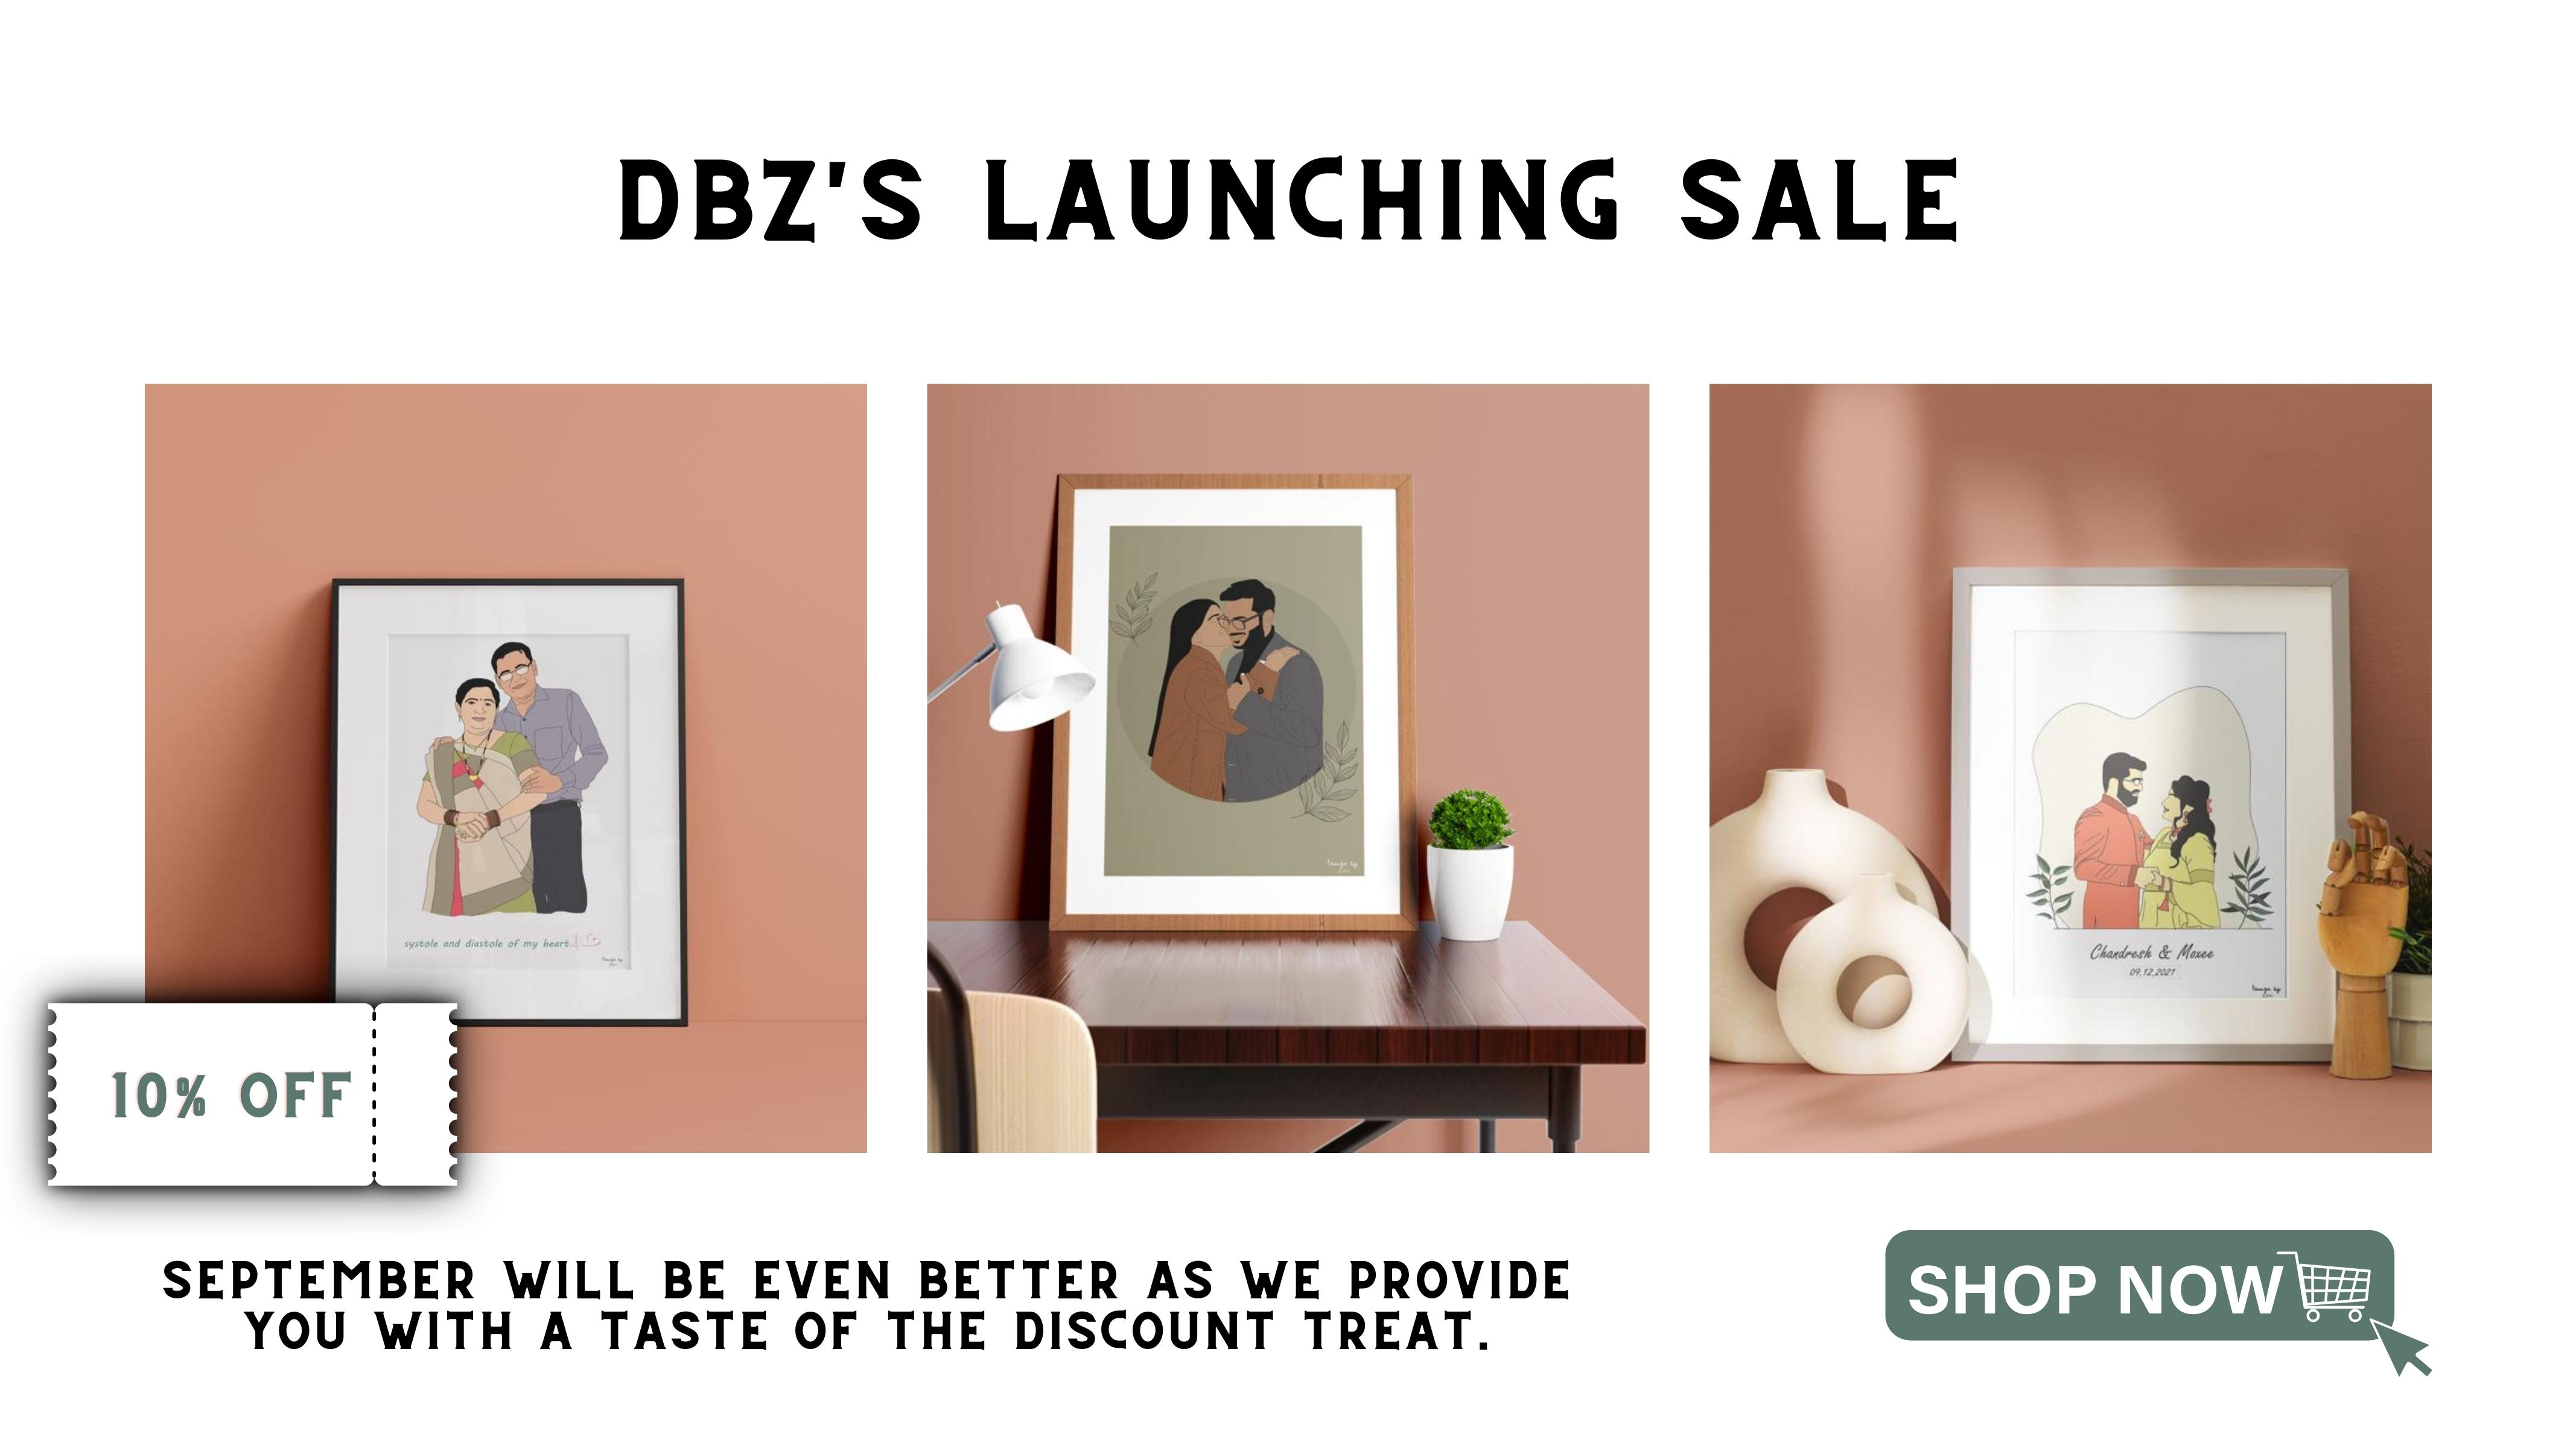 DBZ'S LAUNCHING SALE
systole and diastole of my heart
Chandresh & Moxee
09.12.2021
10% OFF
SEPTEMBER WILL BE EVEN BETTER AS WE PROVIDE
YOU WITH A TASTE OF THE DISCOUNT TREAT.
SHOP NOW